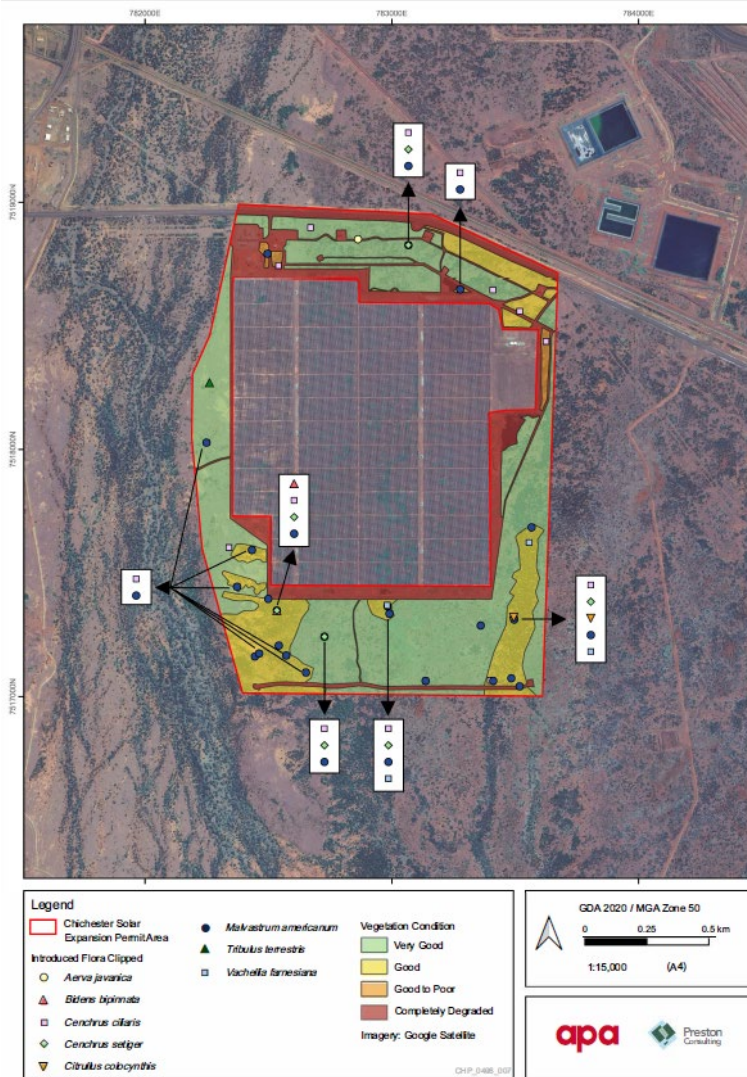 782000E
783000E
784000E
7519000N
7518000N
7517000N
Legend
Chichester Solar
Expansion Permit Area
Introduced Flora Clipped
Aerva javanica
Bidens bipinnata
Cenchrus ciliaris
Cenchrus setiger
Citrullus colocynthis
Malvastrum americanum
Tribulus terrestris
Vachellia farnesiana
Vegetation Condition
Very Good
Good
Good to Poor
Completely Degraded
Imagery: Google Satellite
CHP_0486_007
GDA 2020 / MGA Zone 50
0 0.25 0.5 km
1:15,000 (A4)
apa
Preston
Consulting